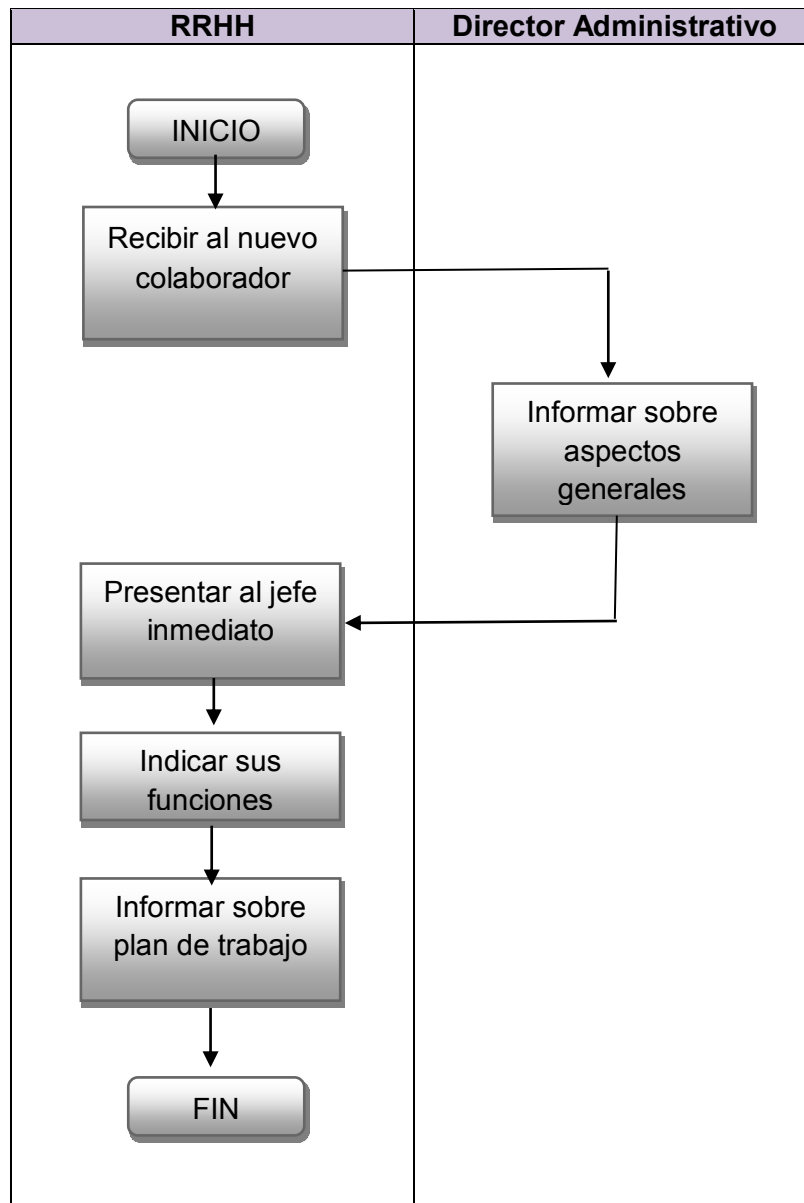 RRHH
Director Administrativo
INICIO
Recibir al nuevo
colaborador
Informar sobre
aspectos
generales
Presentar al jefe
inmediato
Indicar sus
funciones
Informar sobre
plan de trabajo
FIN